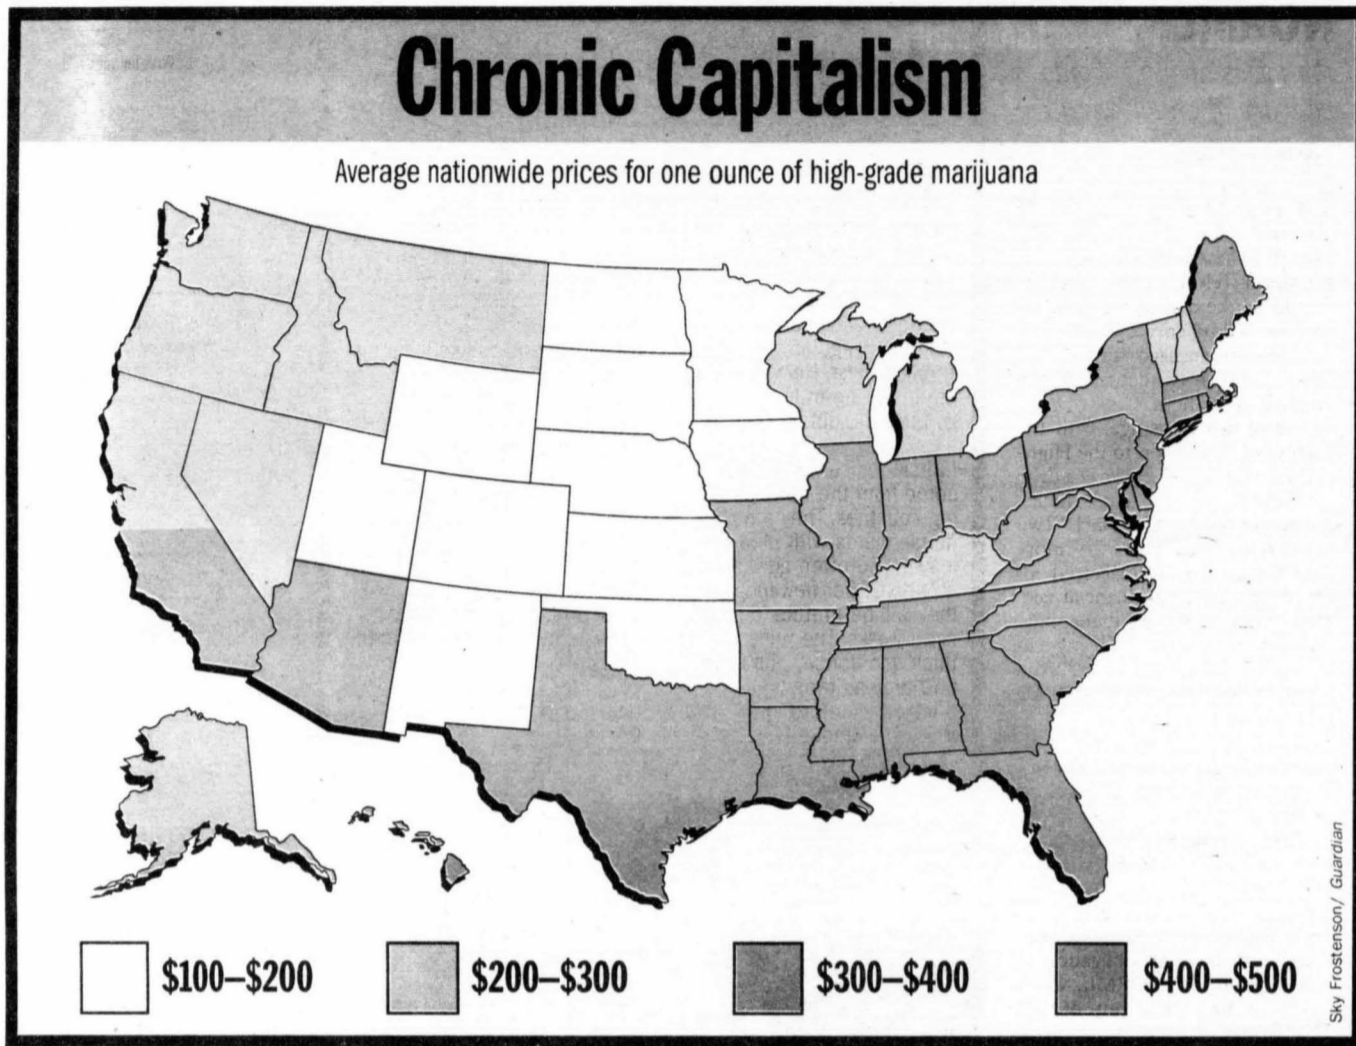 Chronic Capitalism
Average nationwide prices for one ounce of high-grade marijuana
$100–$200
$200–$300
$300–$400
$400–$500
Sky Frostenson/ Guardian